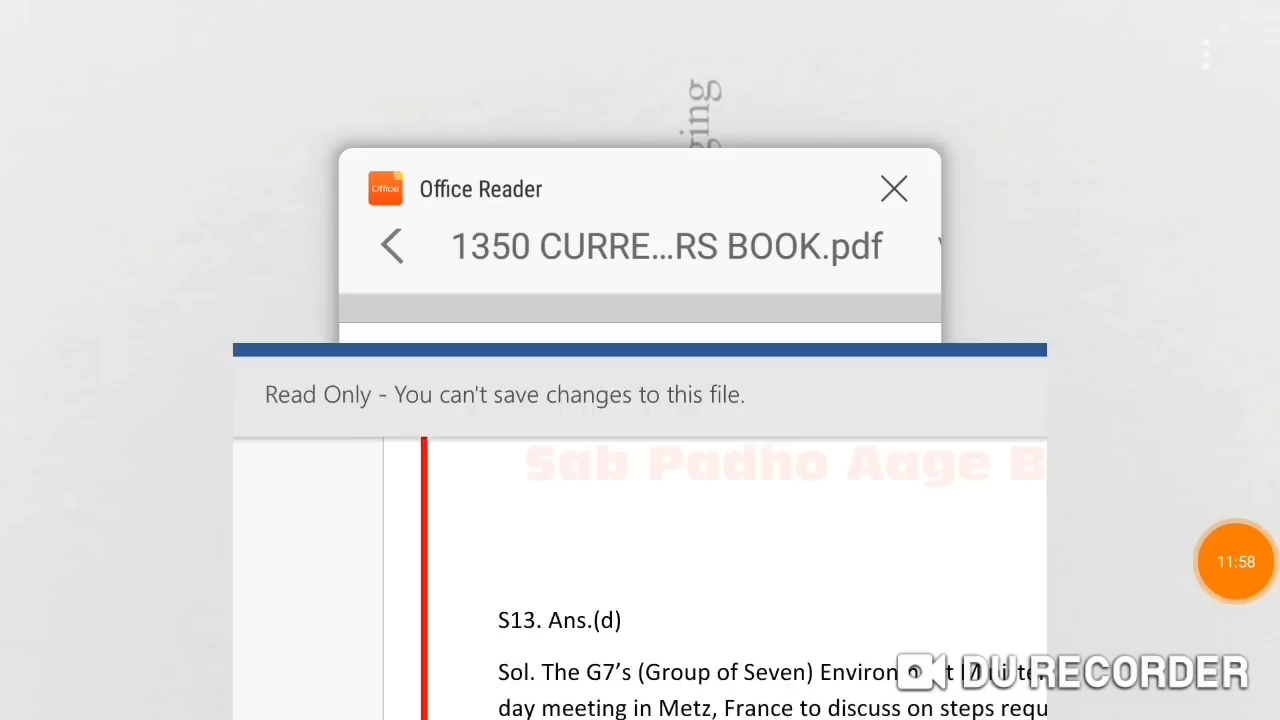 ging
Office
Office Reader
1350 CURRE...RS BOOK.pdf
Read Only - You can't save changes to this file.
Sab Padho Aage B
11:58
S13. Ans.(d)
Sol. The G7's (Group of Seven) Environ
day meeting in Metz, France to discuss on steps requ
DU RECORDER